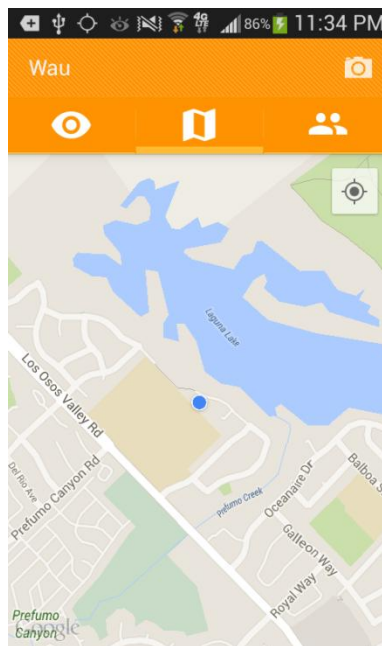 4G 86% 11:34 PM
Wau
Laguna Lake
Los Osos Valley Rd
Del Rio Ave
Prefumo Canyon Rd
Prefumo Creek
Oceanaire Dr
Balboa S
Galleon Way
Royal Way
Prefumo
Canyon
Google